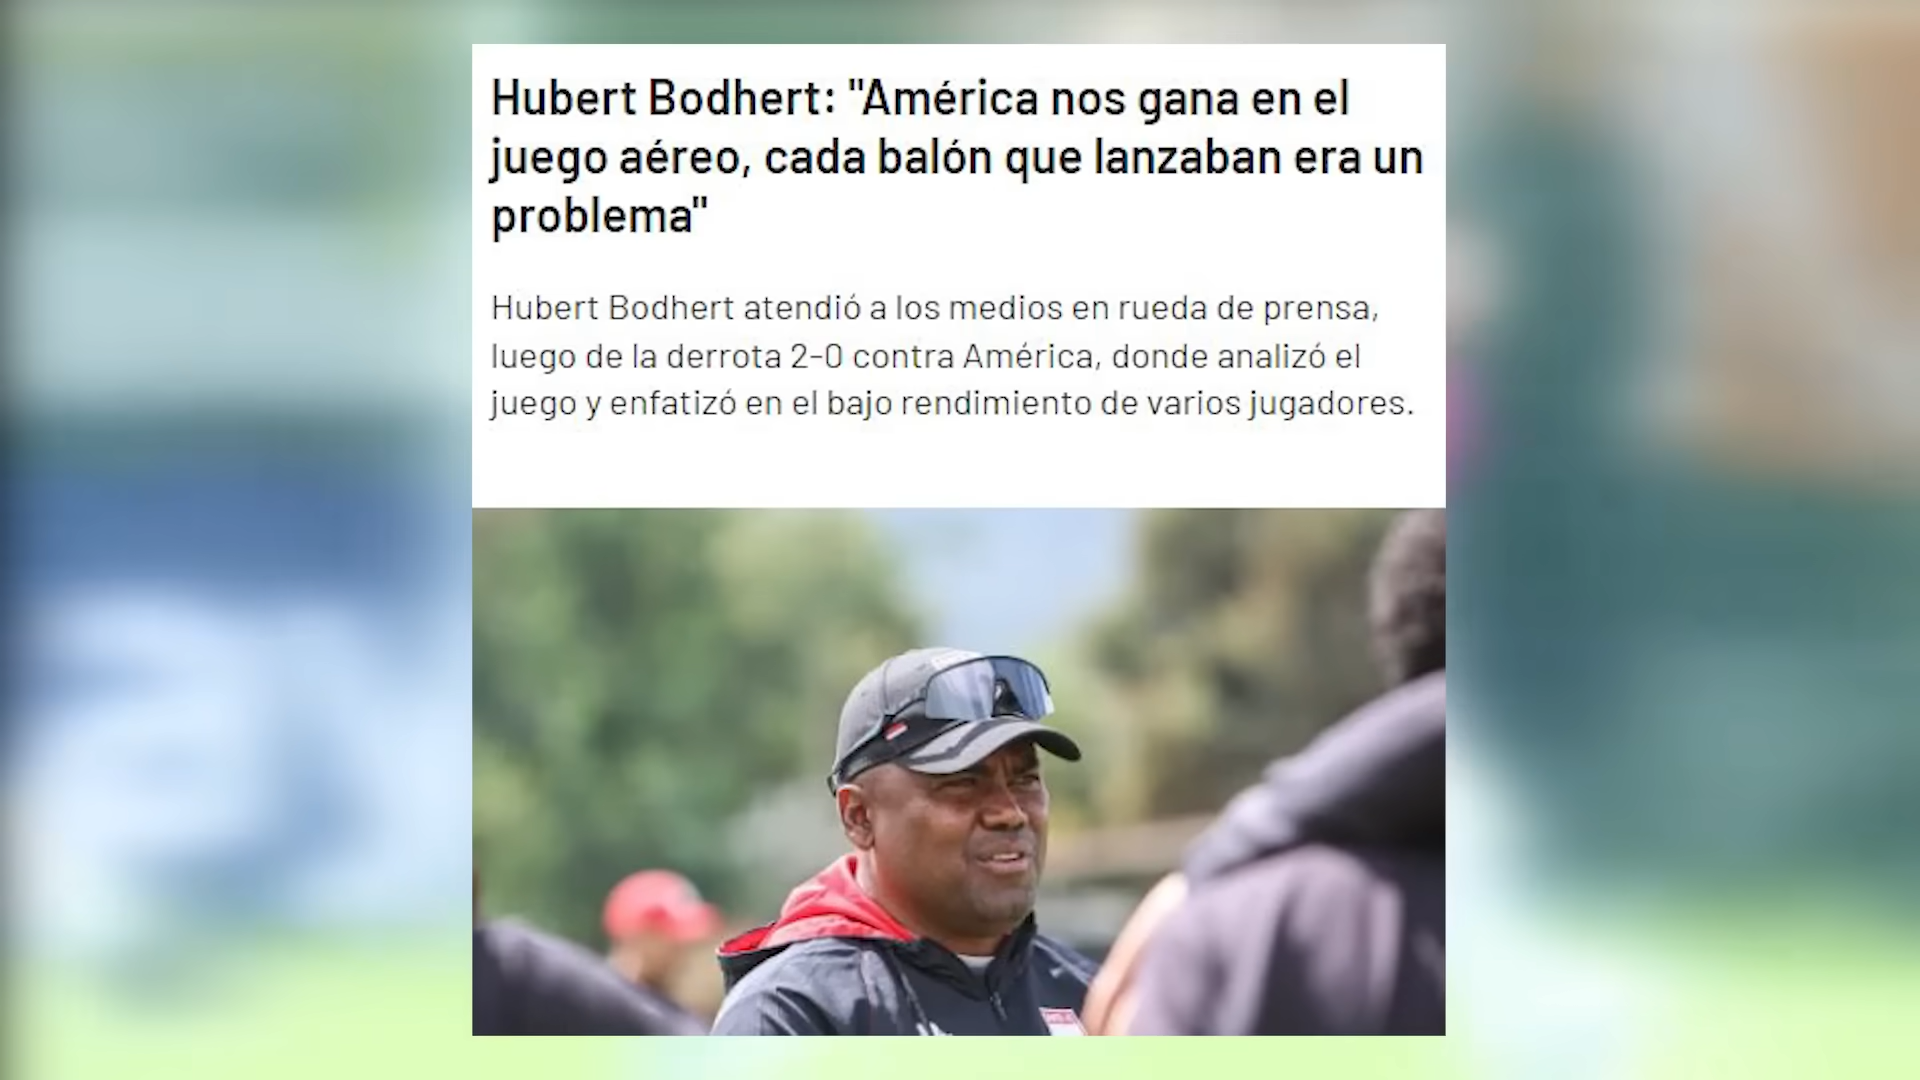 Hubert Bodhert: "América nos gana en el
juego aéreo, cada balón que lanzaban era un
problema"
Hubert Bodhert atendió a los medios en rueda de prensa,
luego de la derrota 2-0 contra América, donde analizó el
juego y enfatizó en el bajo rendimiento de varios jugadores.